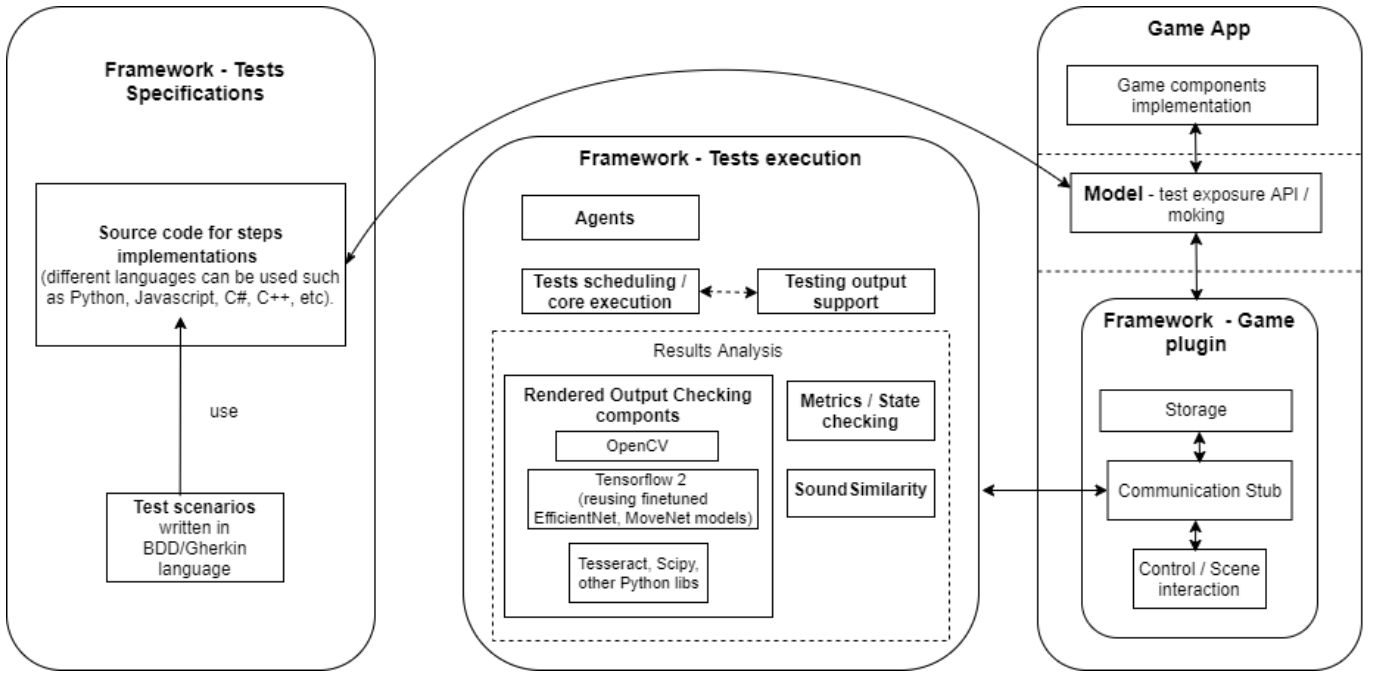 Framework - Tests
Specifications
Source code for steps
implementations
(different languages can be used such
as Python, Javascript, C#, C++, etc).
use
Test scenarios
written in
BDD/Gherkin
language
Framework - Tests execution
Agents
Tests scheduling /
core execution
Testing output
support
Results Analysis
Rendered Output Checking
componts
OpenCV
Tensorflow 2
(reusing finetuned
EfficientNet, MoveNet models)
Tesseract, Scipy,
other Python libs
Metrics / State
checking
Sound Similarity
Game App
Game components
implementation
Model - test exposure API /
moking
Framework - Game
plugin
Storage
Communication Stub
Control / Scene
interaction